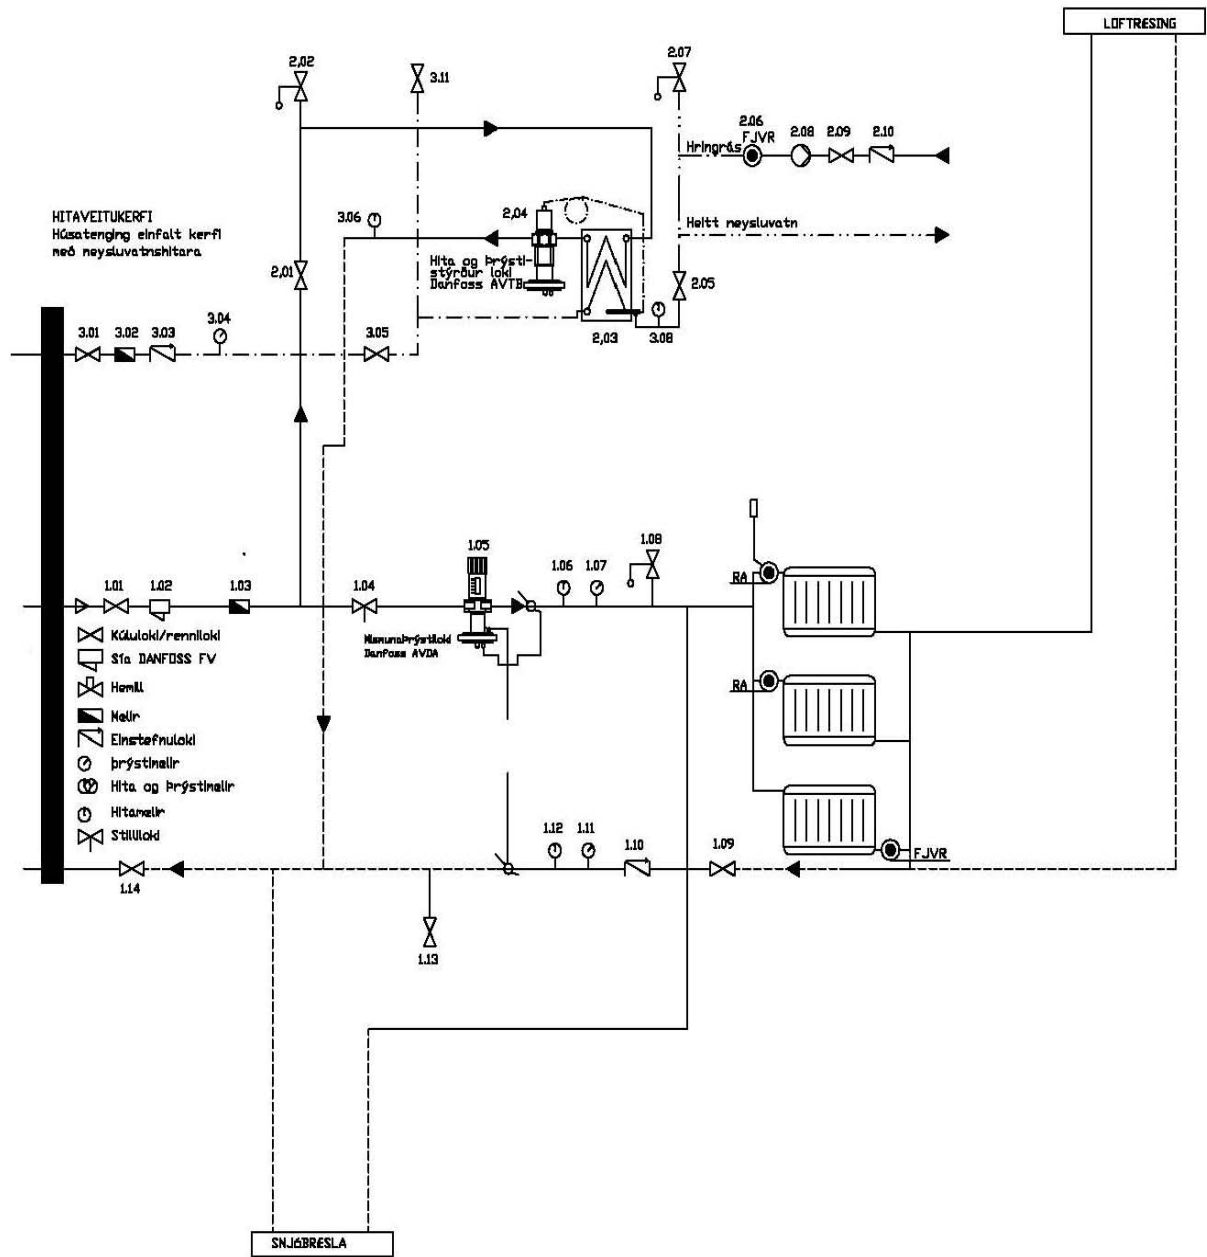 LOFTRESING
2,02
3.11
2.07
2.06
FJVR
2.08
2.09
2.10
Hringrás
HITAVEITUKERFI
Húsatenging einfalt kerfi
með neysluvatnshitara
3.06
2,04
Heitt neysluvatn
2,01
Hita og Þrýsti-
stýrður loki
Danfoss AVTB
2.05
3.01
3.02
3.03
3.04
3.05
2,03
3.08
1.01
1.02
1.03
1.04
1.05
1.06
1.07
1.08
RA
Mismunaþrýstiloki
Danfoss AVDA
Kúluloki/renniloki
Sía DANFOSS FV
Hemill
RA
Mælir
Einstefnuloki
Þrýstimælir
Hita og Þrýstimælir
Hitamælir
Stilliloki
1.12
1.11
1.10
1.09
FJVR
1.14
1.13
SNJÓBRESLA